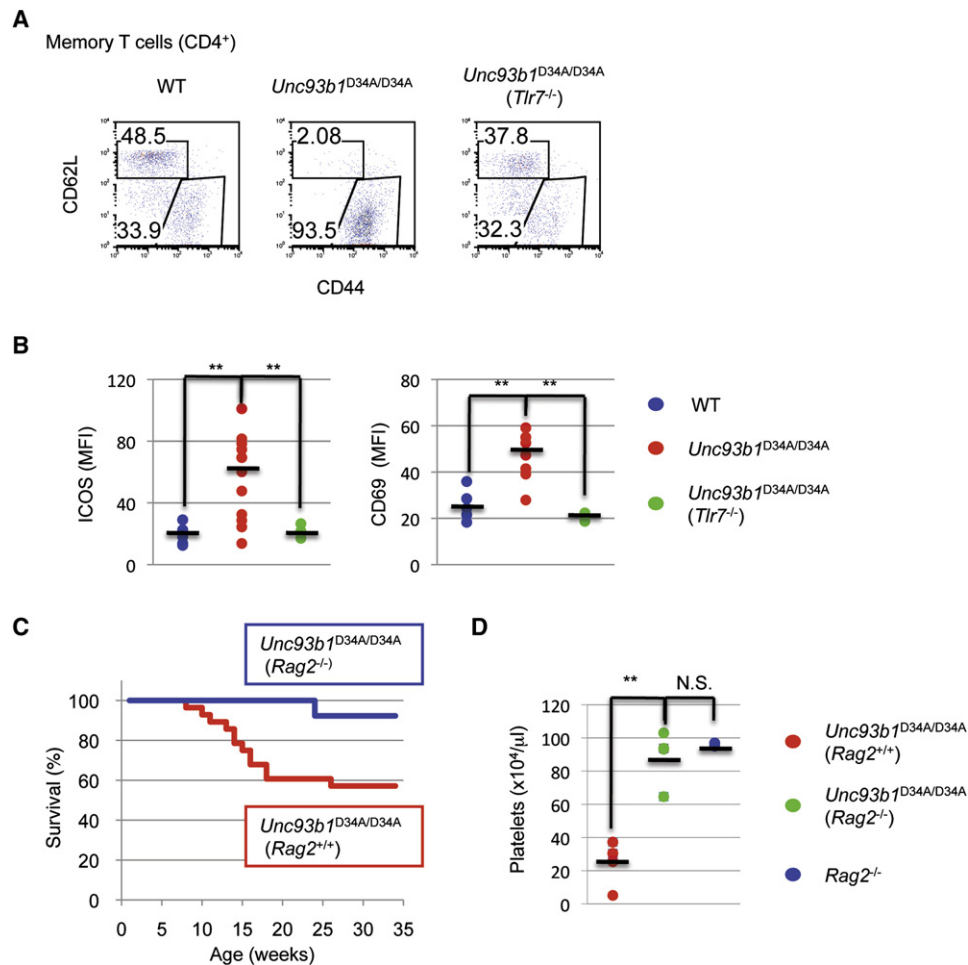 A
Memory T cells (CD4+)
WT
Unc93b1D34A/D34A
Unc93b1D34A/D34A
(Tlr7-/-)
CD62L
48.5
33.9
2.08
93.5
37.8
32.3
CD44
B
ICOS (MFI)
120
80
40
0
**
**
CD69 (MFI)
80
60
40
20
0
**
**
WT
Unc93b1D34A/D34A
Unc93b1D34A/D34A
(Tlr7-/-)
C
Survival (%)
100
80
60
40
20
0
Unc93b1D34A/D34A
(Rag2-/-)
Unc93b1D34A/D34A
(Rag2+/+)
0 5 10 15 20 25 30 35
Age (weeks)
D
Platelets (x10⁴/μl)
120
100
80
60
40
20
0
**
N.S.
Unc93b1D34A/D34A
(Rag2+/+)
Unc93b1D34A/D34A
(Rag2-/-)
Rag2-/-